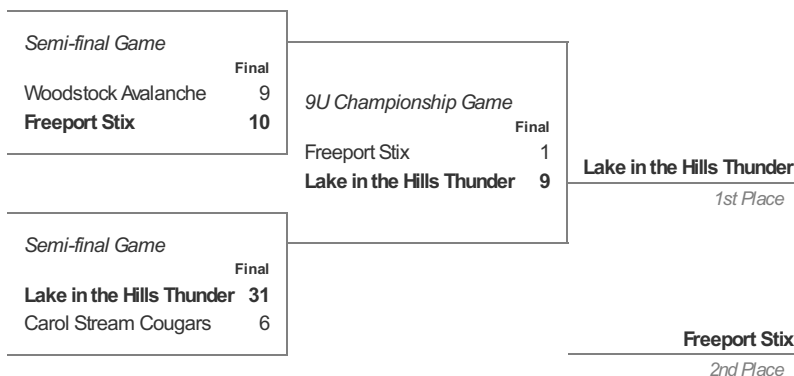 Semi-final Game
Final
Woodstock Avalanche 9
Freeport Stix 10
9U Championship Game
Final
Freeport Stix 1
Lake in the Hills Thunder 9
Lake in the Hills Thunder
1st Place
Semi-final Game
Final
Lake in the Hills Thunder 31
Carol Stream Cougars 6
Freeport Stix
2nd Place